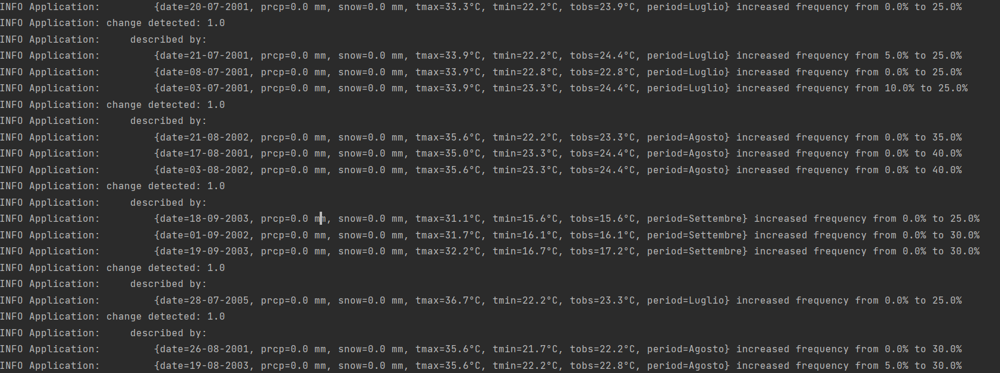 INFO Application:         {date=20-07-2001, prcp=0.0 mm, snow=0.0 mm, tmax=33.3°C, tmin=22.2°C, tobs=23.9°C, period=Luglio} increased frequency from 0.0% to 25.0%
INFO Application: change detected: 1.0
INFO Application:     described by:
INFO Application:         {date=21-07-2001, prcp=0.0 mm, snow=0.0 mm, tmax=33.9°C, tmin=22.2°C, tobs=24.4°C, period=Luglio} increased frequency from 5.0% to 25.0%
INFO Application:         {date=08-07-2001, prcp=0.0 mm, snow=0.0 mm, tmax=33.9°C, tmin=22.8°C, tobs=22.8°C, period=Luglio} increased frequency from 0.0% to 25.0%
INFO Application:         {date=03-07-2001, prcp=0.0 mm, snow=0.0 mm, tmax=33.9°C, tmin=23.3°C, tobs=24.4°C, period=Luglio} increased frequency from 10.0% to 25.0%
INFO Application: change detected: 1.0
INFO Application:     described by:
INFO Application:         {date=21-08-2002, prcp=0.0 mm, snow=0.0 mm, tmax=35.6°C, tmin=22.2°C, tobs=23.3°C, period=Agosto} increased frequency from 0.0% to 35.0%
INFO Application:         {date=17-08-2001, prcp=0.0 mm, snow=0.0 mm, tmax=35.0°C, tmin=23.3°C, tobs=24.4°C, period=Agosto} increased frequency from 0.0% to 40.0%
INFO Application:         {date=03-08-2002, prcp=0.0 mm, snow=0.0 mm, tmax=35.6°C, tmin=23.3°C, tobs=24.4°C, period=Agosto} increased frequency from 0.0% to 40.0%
INFO Application: change detected: 1.0
INFO Application:     described by:
INFO Application:         {date=18-09-2003, prcp=0.0 mm, snow=0.0 mm, tmax=31.1°C, tmin=15.6°C, tobs=15.6°C, period=Settembre} increased frequency from 0.0% to 25.0%
INFO Application:         {date=01-09-2002, prcp=0.0 mm, snow=0.0 mm, tmax=31.7°C, tmin=16.1°C, tobs=16.1°C, period=Settembre} increased frequency from 0.0% to 30.0%
INFO Application:         {date=19-09-2003, prcp=0.0 mm, snow=0.0 mm, tmax=32.2°C, tmin=16.7°C, tobs=17.2°C, period=Settembre} increased frequency from 0.0% to 30.0%
INFO Application: change detected: 1.0
INFO Application:     described by:
INFO Application:         {date=28-07-2005, prcp=0.0 mm, snow=0.0 mm, tmax=36.7°C, tmin=22.2°C, tobs=23.3°C, period=Luglio} increased frequency from 0.0% to 25.0%
INFO Application: change detected: 1.0
INFO Application:     described by:
INFO Application:         {date=26-08-2001, prcp=0.0 mm, snow=0.0 mm, tmax=35.6°C, tmin=21.7°C, tobs=22.2°C, period=Agosto} increased frequency from 0.0% to 30.0%
INFO Application:         {date=19-08-2003, prcp=0.0 mm, snow=0.0 mm, tmax=35.6°C, tmin=22.2°C, tobs=22.8°C, period=Agosto} increased frequency from 5.0% to 30.0%